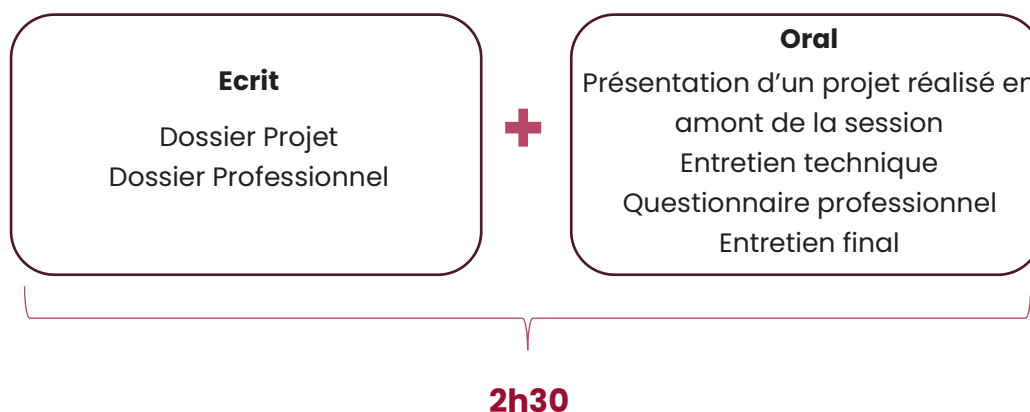 Ecrit
Dossier Projet
Dossier Professionnel
Oral
Présentation d'un projet réalisé en
amont de la session
Entretien technique
Questionnaire professionnel
Entretien final
2h30